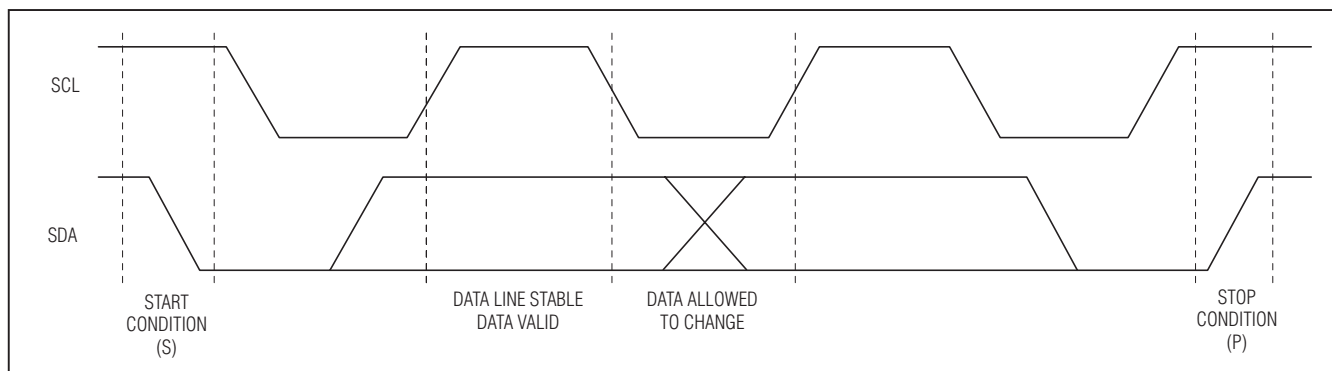 SCL
SDA
START
CONDITION
(S)
DATA LINE STABLE
DATA VALID
DATA ALLOWED
TO CHANGE
STOP
CONDITION
(P)